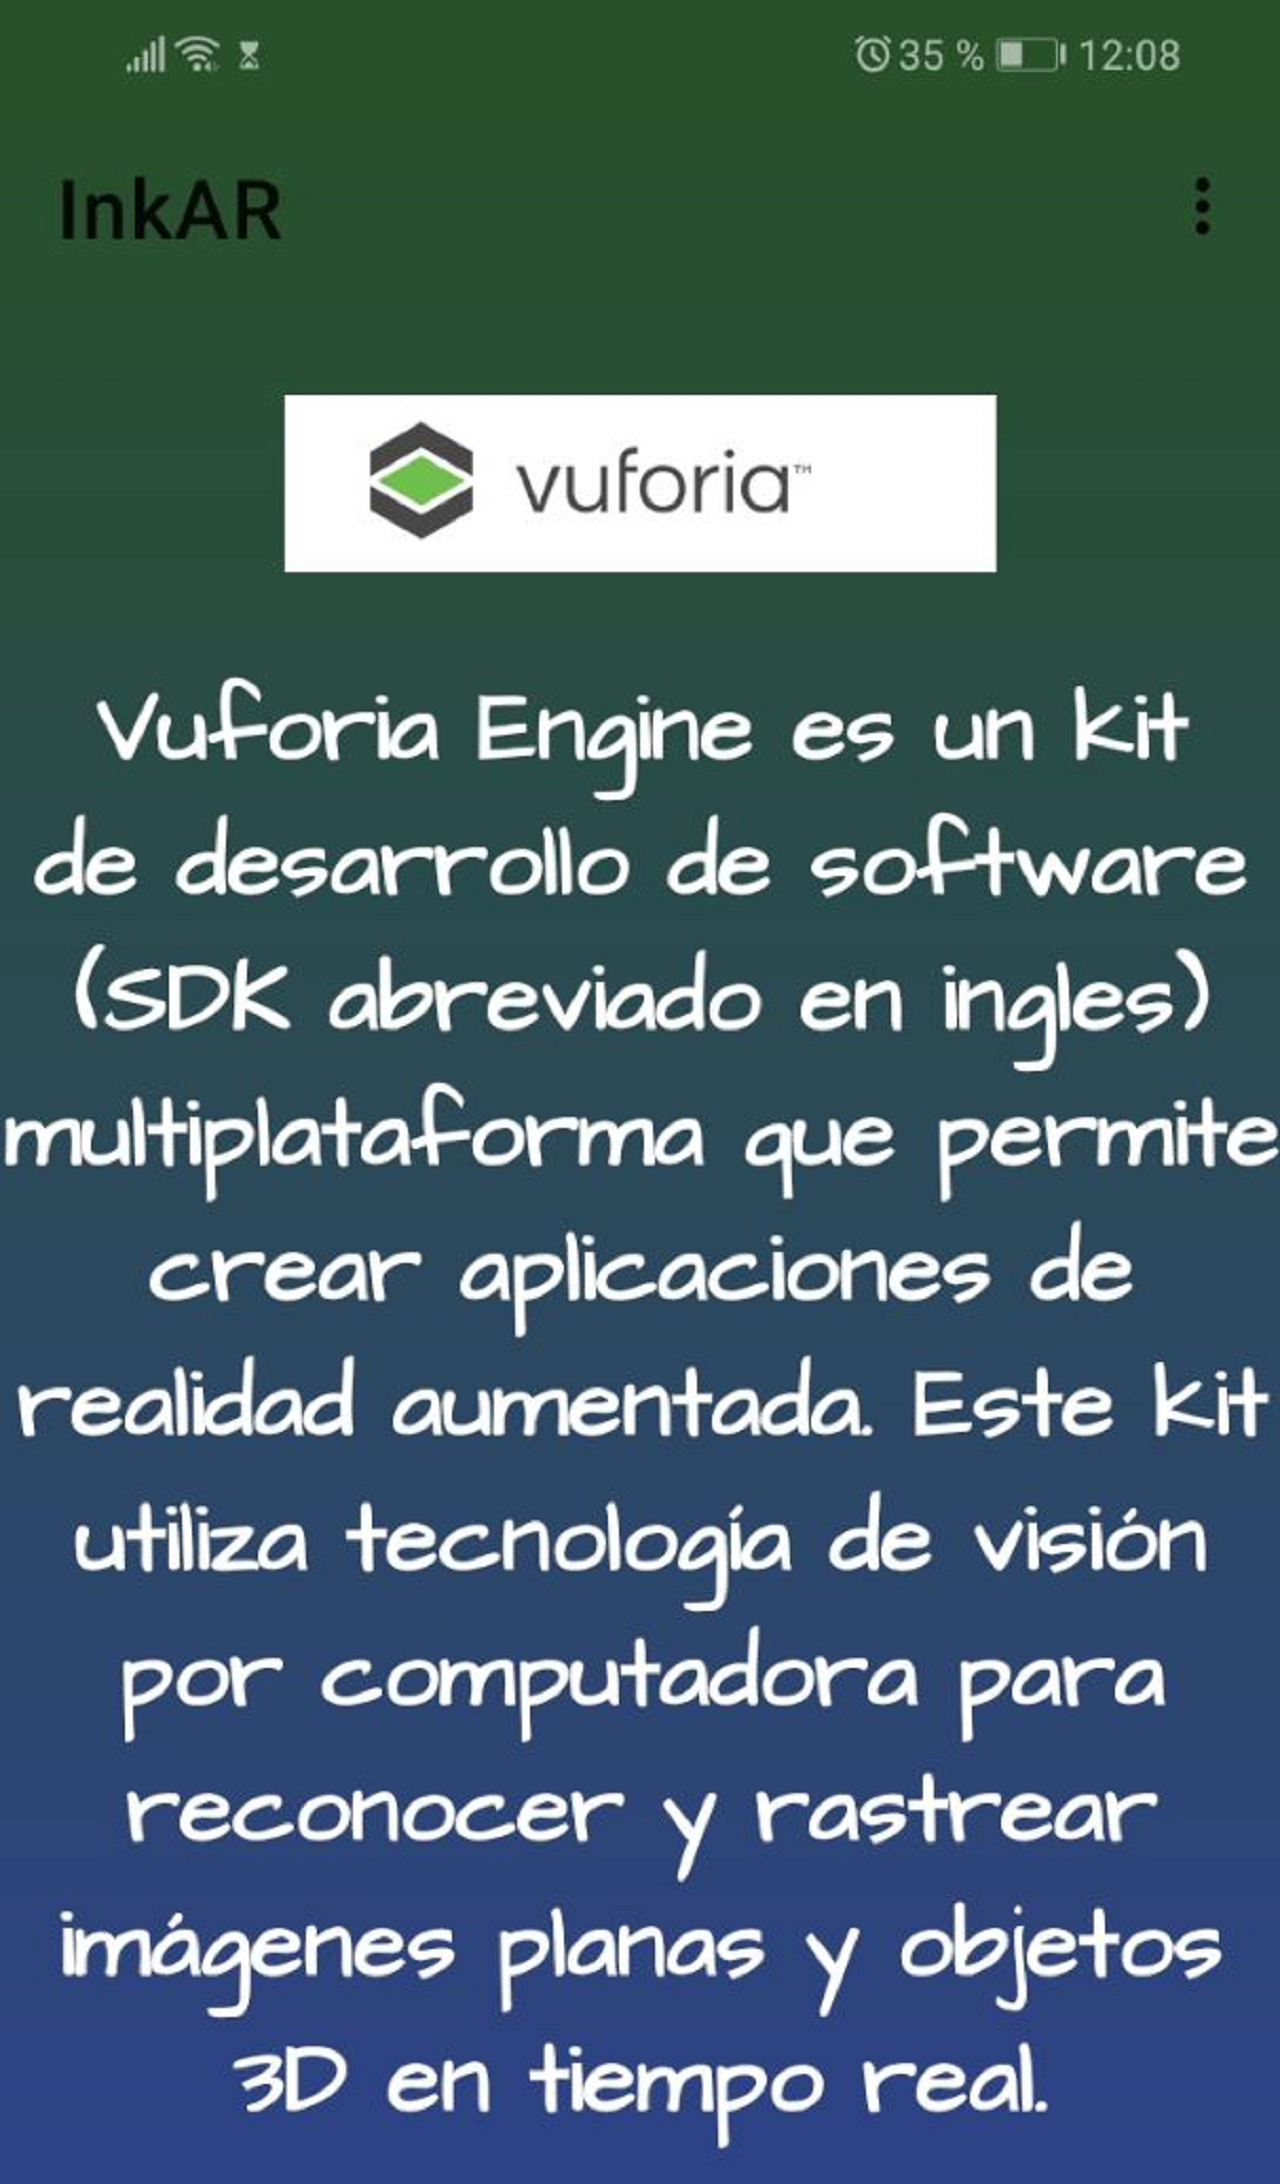 35 % 12:08
InkAR
vuforia™
Vuforia Engine es un kit
de desarrollo de software
(SDK abreviado en ingles)
multiplataforma que permite
crear aplicaciones de
realidad aumentada. Este kit
utiliza tecnología de visión
por computadora para
reconocer y rastrear
imágenes planas y objetos
3D en tiempo real.